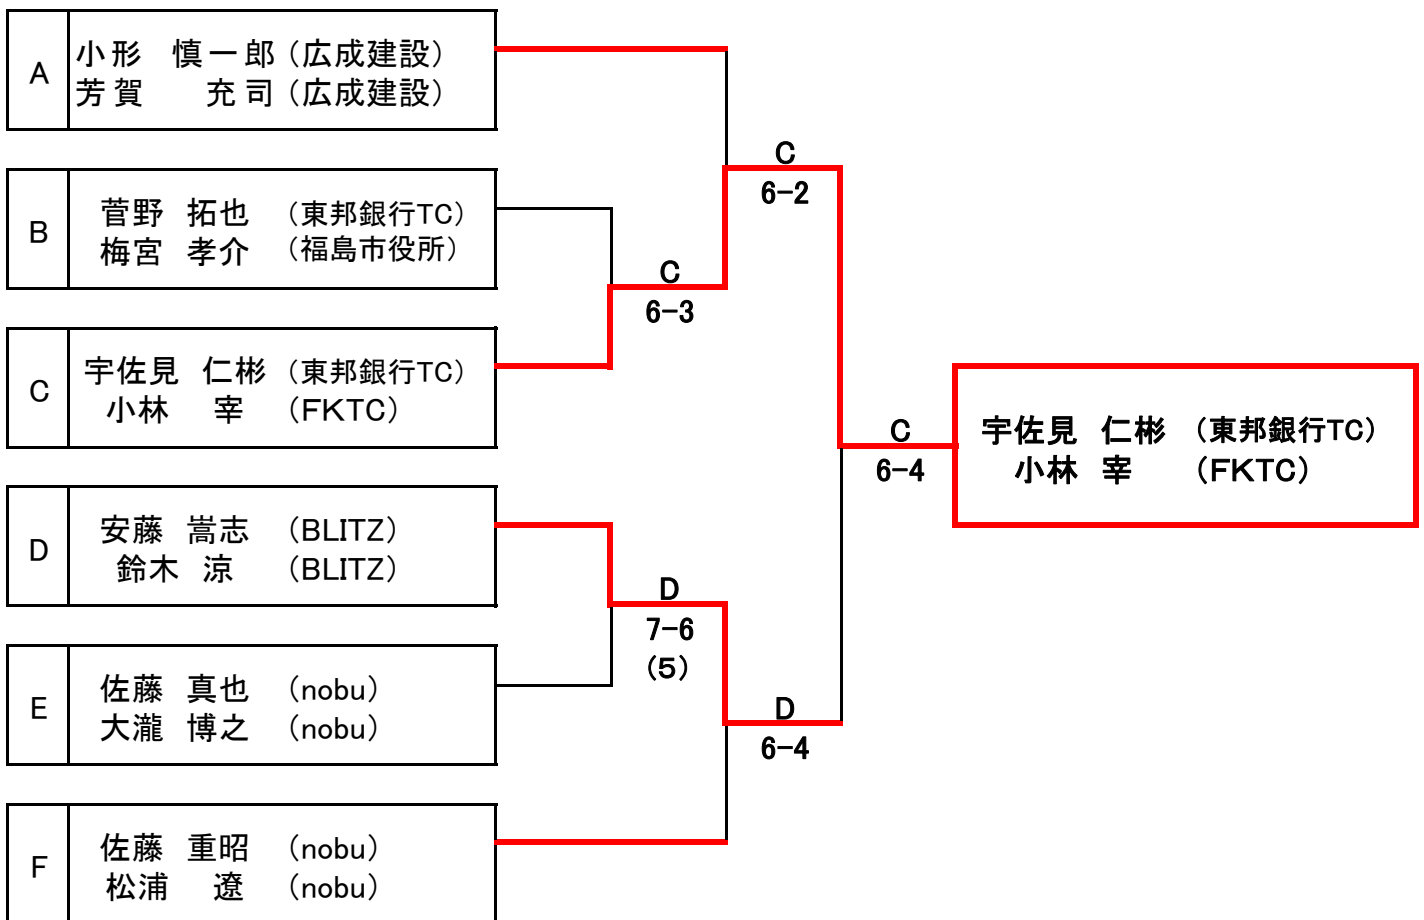 A
小形 慎一郎（広成建設）
芳賀 充司（広成建設）
C
6-2
B
菅野 拓也 （東邦銀行TC）
梅宮 孝介 （福島市役所）
C
6-3
C
宇佐見 仁彬 （東邦銀行TC）
小林 宰 （FKTC）
C
6-4
宇佐見 仁彬 （東邦銀行TC）
小林 宰 （FKTC）
D
安藤 嵩志 （BLITZ）
鈴木 涼 （BLITZ）
D
7-6
（5）
E
佐藤 真也 （nobu）
大瀧 博之 （nobu）
D
6-4
F
佐藤 重昭 （nobu）
松浦 遼 （nobu）